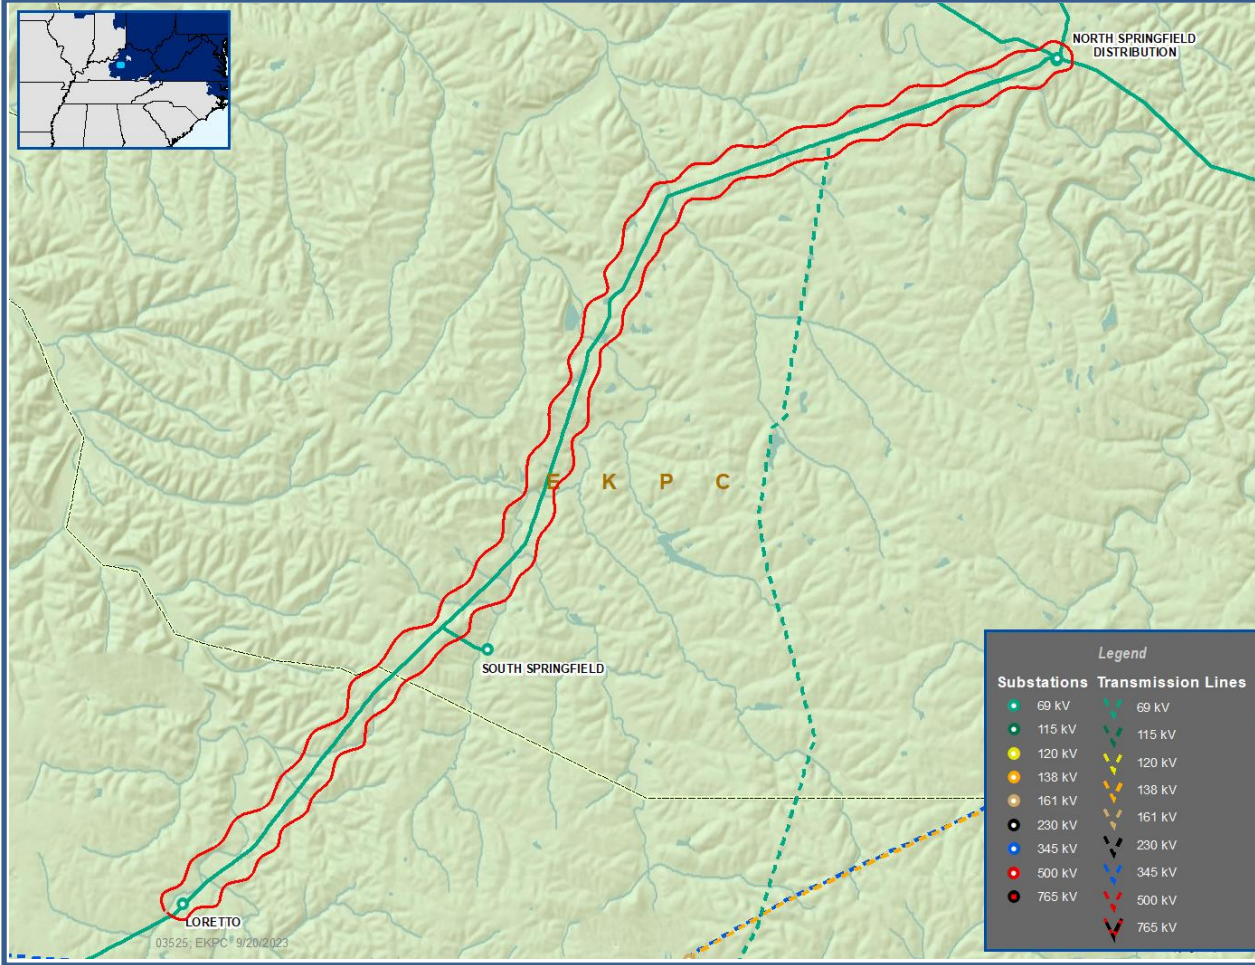 NORTH SPRINGFIELD
DISTRIBUTION
E K P C
SOUTH SPRINGFIELD
LORETTO
03525; EKPC 9/20/2023
Legend
Substations Transmission Lines
69 kV 69 kV
115 kV 115 kV
120 kV 120 kV
138 kV 138 kV
161 kV 161 kV
230 kV 230 kV
345 kV 345 kV
500 kV 500 kV
765 kV 765 kV